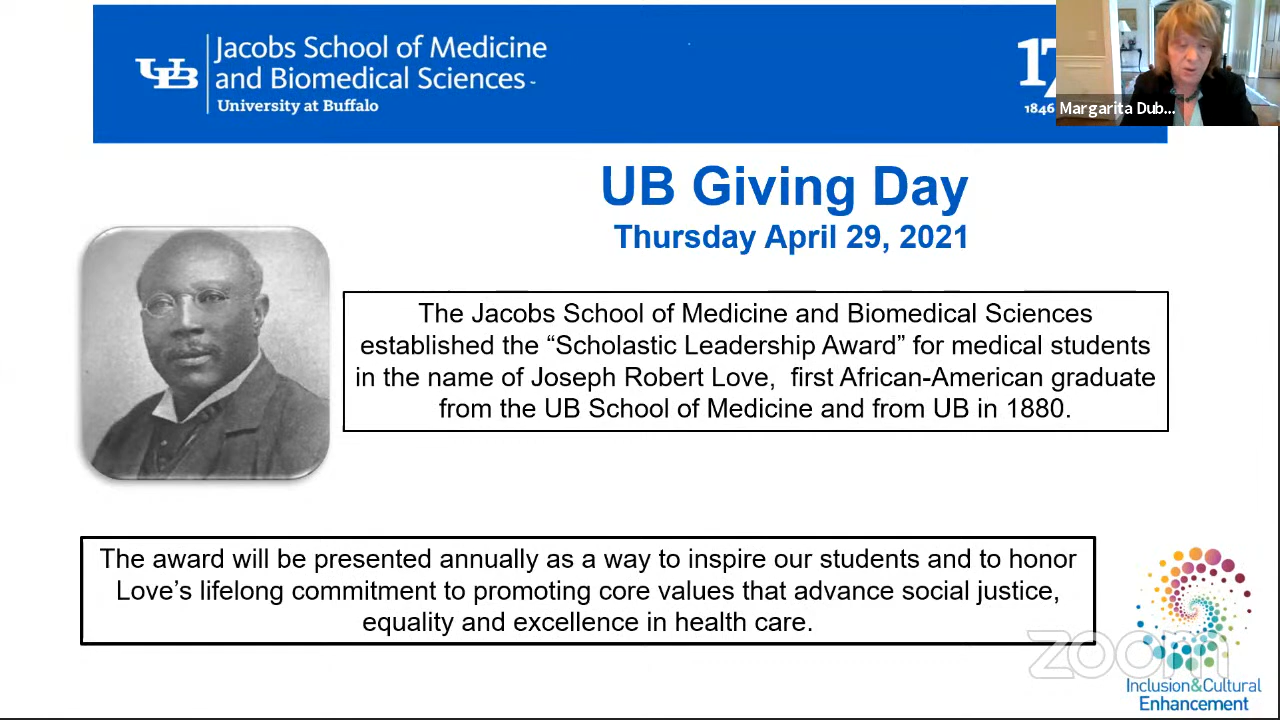 UB
Jacobs School of Medicine
and Biomedical Sciences
University at Buffalo
1846
Margarita Dub...
UB Giving Day
Thursday April 29, 2021
The Jacobs School of Medicine and Biomedical Sciences
established the “Scholastic Leadership Award” for medical students
in the name of Joseph Robert Love, first African-American graduate
from the UB School of Medicine and from UB in 1880.
The award will be presented annually as a way to inspire our students and to honor
Love’s lifelong commitment to promoting core values that advance social justice,
equality and excellence in health care.
zoom
Inclusion&Cultural
Enhancement